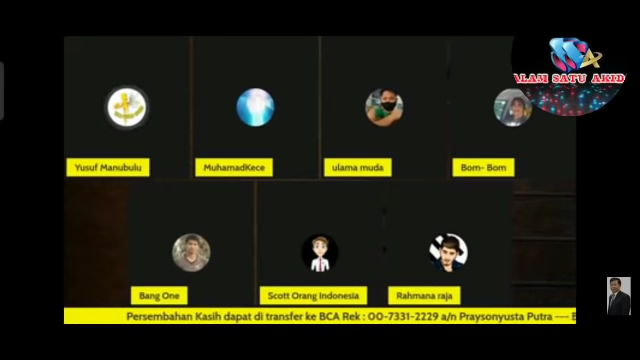 ALAM SATU AKID
Yusuf Manubulu
MuhamadKece
ulama muda
Bom- Bom
Bang One
Scott Orang Indonesia
Rahmana raja
Persembahan Kasih dapat di transfer ke BCA Rek : 00-7331-2229 a/n Praysonyusta Putra ---